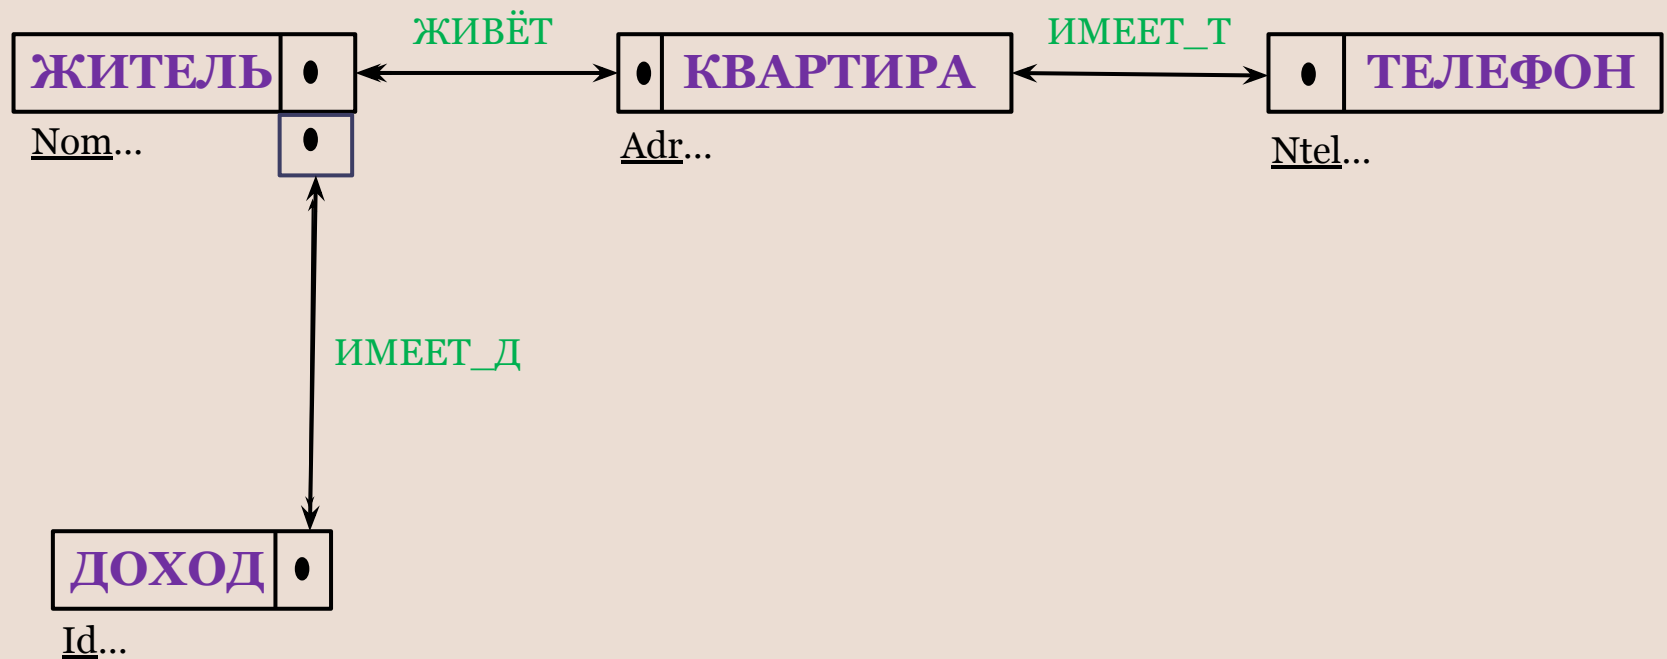 ЖИВЁТ
ИМЕЕТ_Т
ЖИТЕЛЬ
КВАРТИРА
ТЕЛЕФОН
Nom...
Adr...
Ntel...
ИМЕЕТ_Д
ДОХОД
Id...